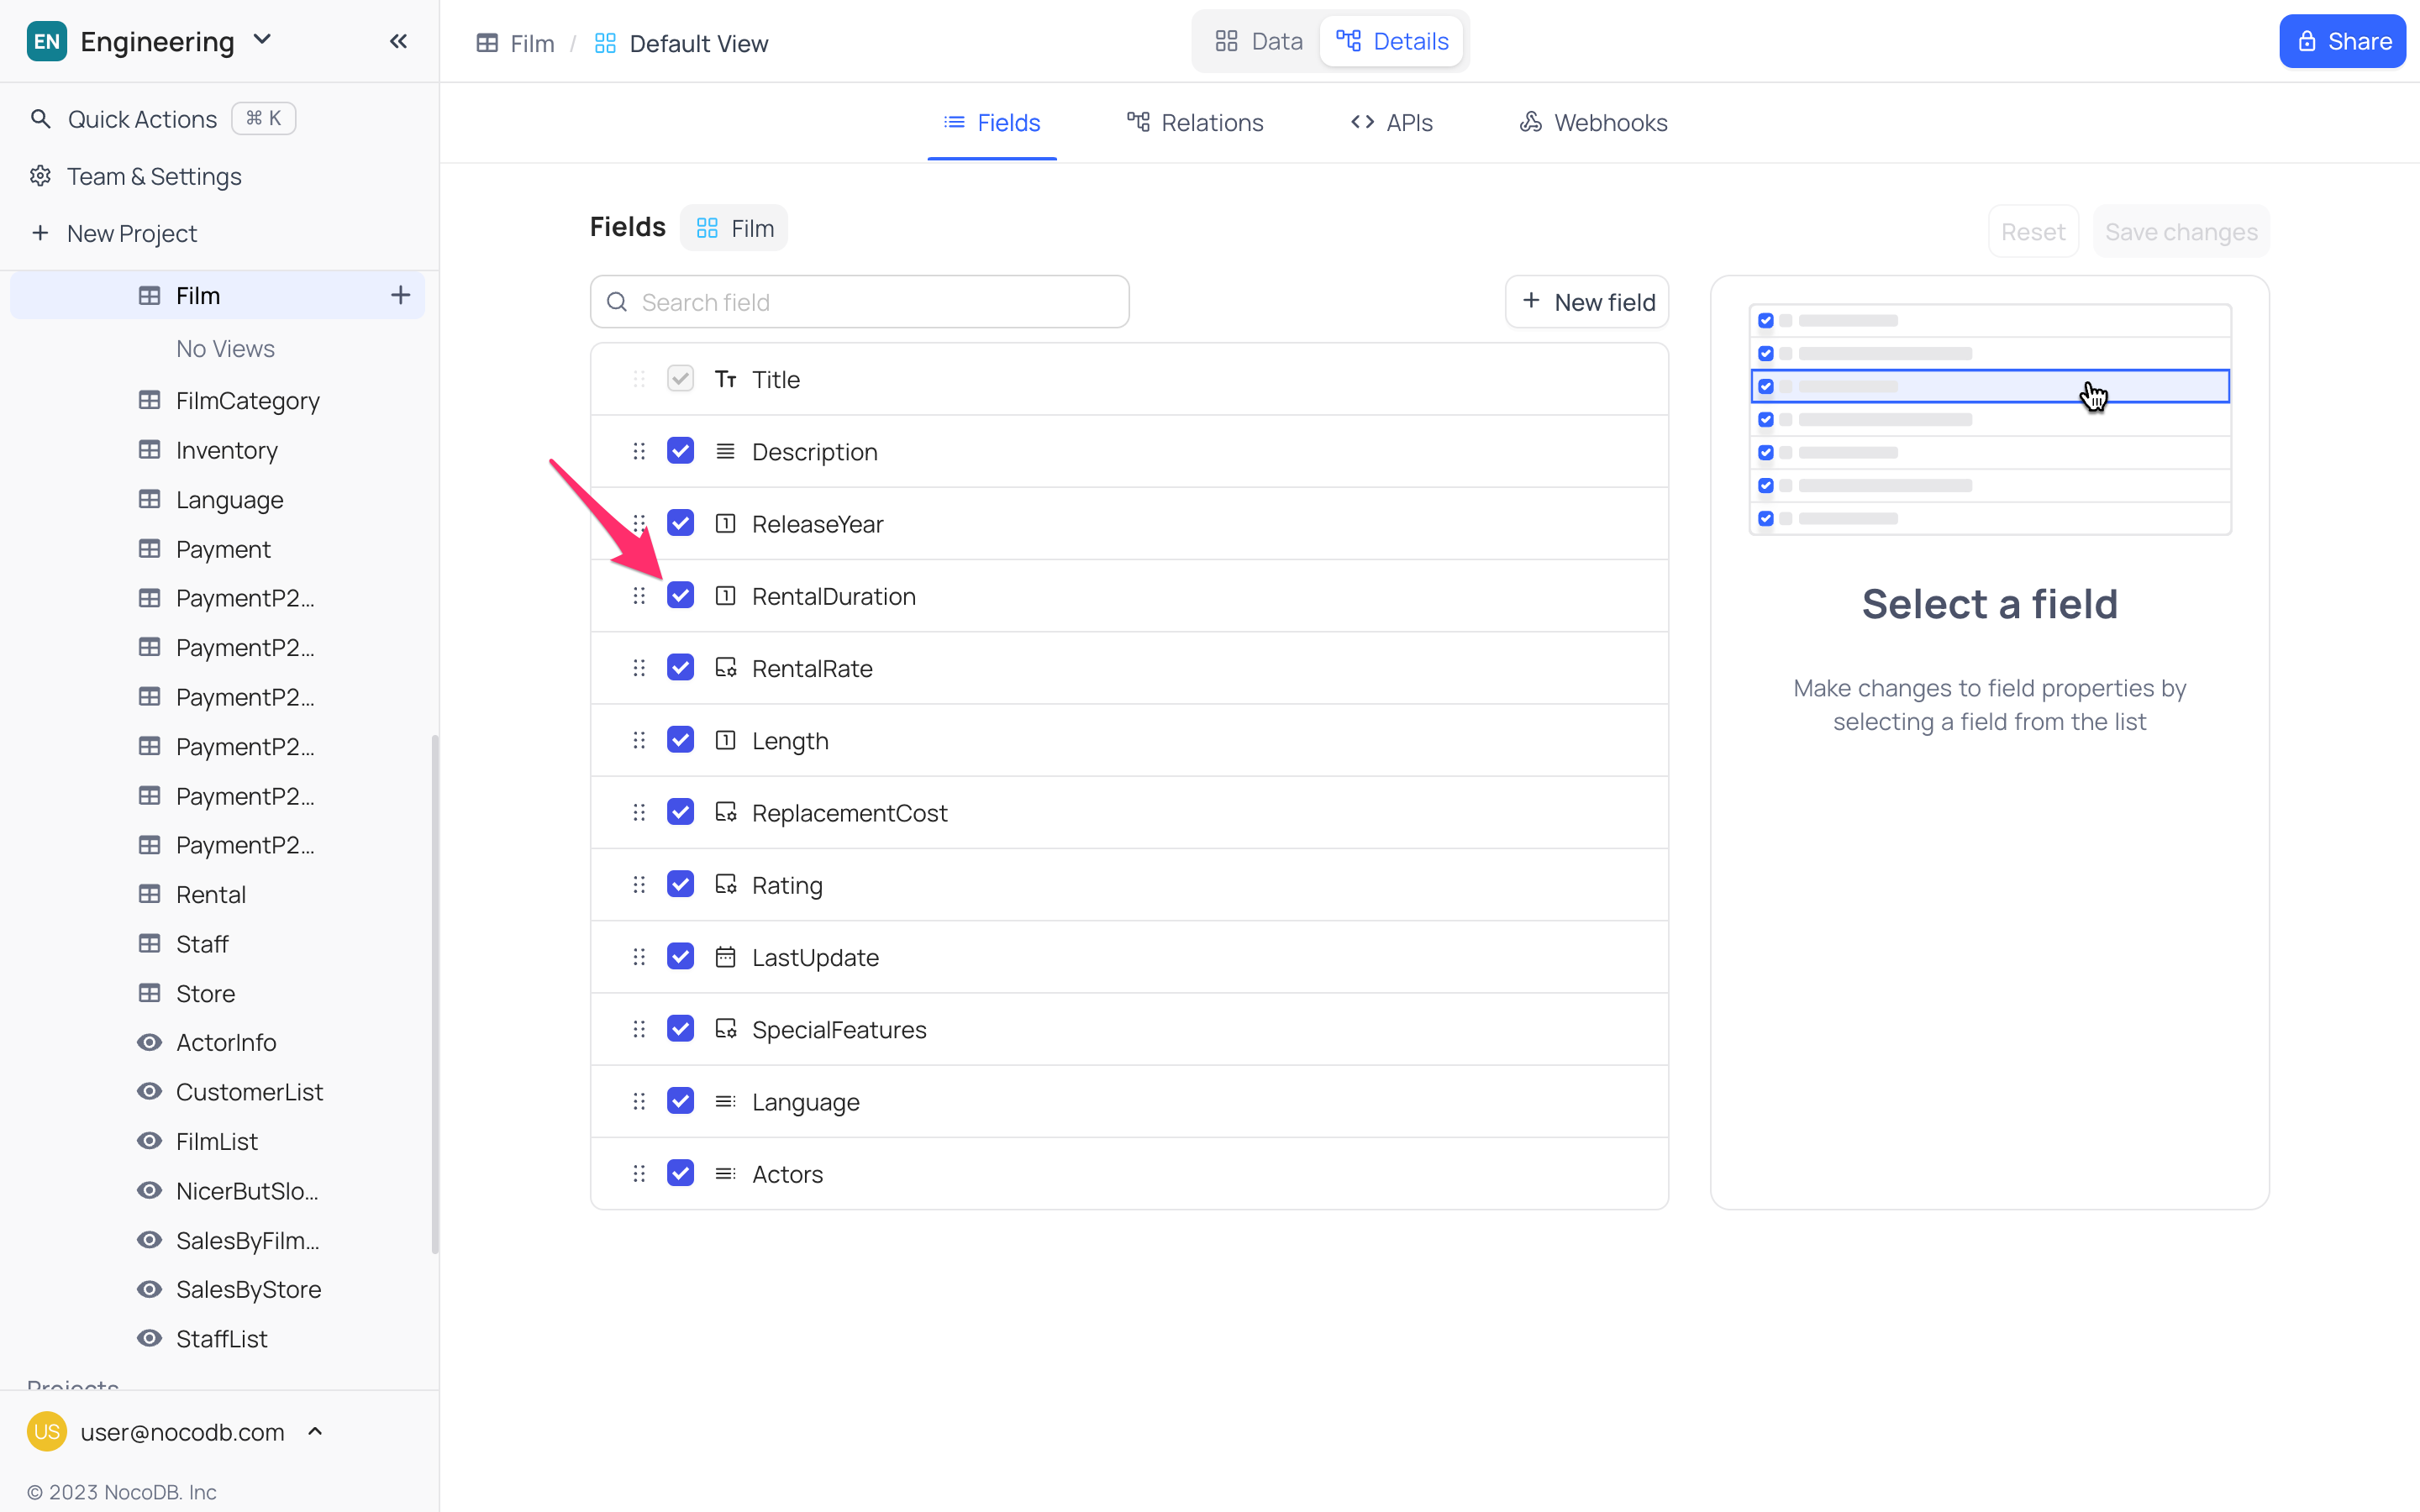 EN Engineering
Quick Actions ⌘ K
Team & Settings
New Project
Film
No Views
FilmCategory
Inventory
Language
Payment
PaymentP2...
PaymentP2...
PaymentP2...
PaymentP2...
PaymentP2...
PaymentP2...
Rental
Staff
Store
ActorInfo
CustomerList
FilmList
NicerButSlo...
SalesByFilm...
SalesByStore
StaffList
Projects
US user@nocodb.com
© 2023 NocoDB. Inc
Film / Default View
Data Details
Share
Fields Relations APIs Webhooks
Fields Film
Reset Save changes
Search field
New field
Title
Description
ReleaseYear
RentalDuration
RentalRate
Length
ReplacementCost
Rating
LastUpdate
SpecialFeatures
Language
Actors
Select a field
Make changes to field properties by
selecting a field from the list